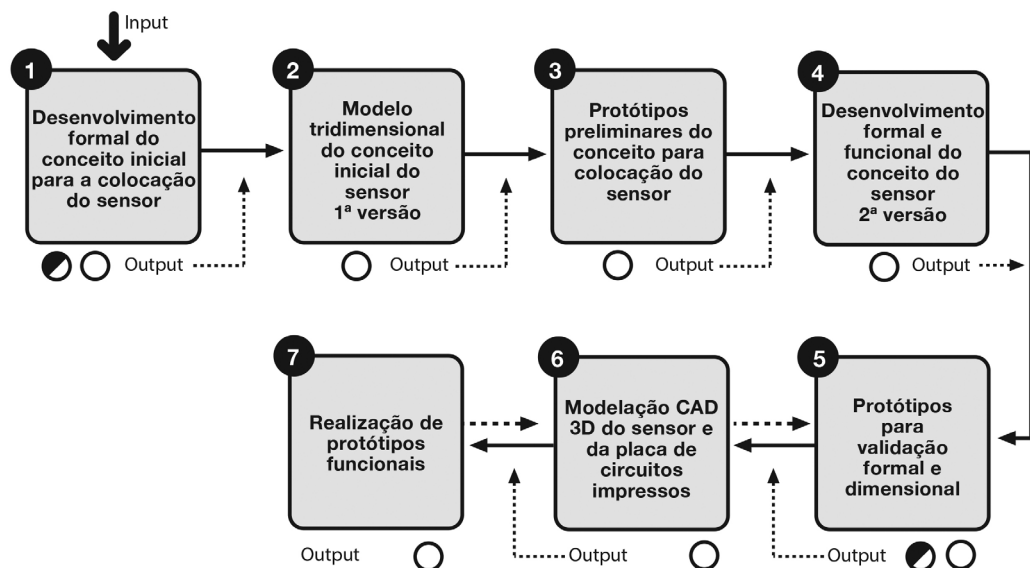 Input
1
Desenvolvimento
formal do
conceito inicial
para a colocação
do sensor
Output
2
Modelo
tridimensional
do conceito
inicial do
sensor
1ª versão
Output
3
Protótipos
preliminares do
conceito para
colocação do
sensor
Output
4
Desenvolvimento
formal e
funcional do
conceito do
sensor
2ª versão
Output
5
Protótipos
para
validação
formal e
dimensional
Output
6
Modelação CAD
3D do sensor e
da placa de
circuitos
impressos
Output
7
Realização de
protótipos
funcionais
Output